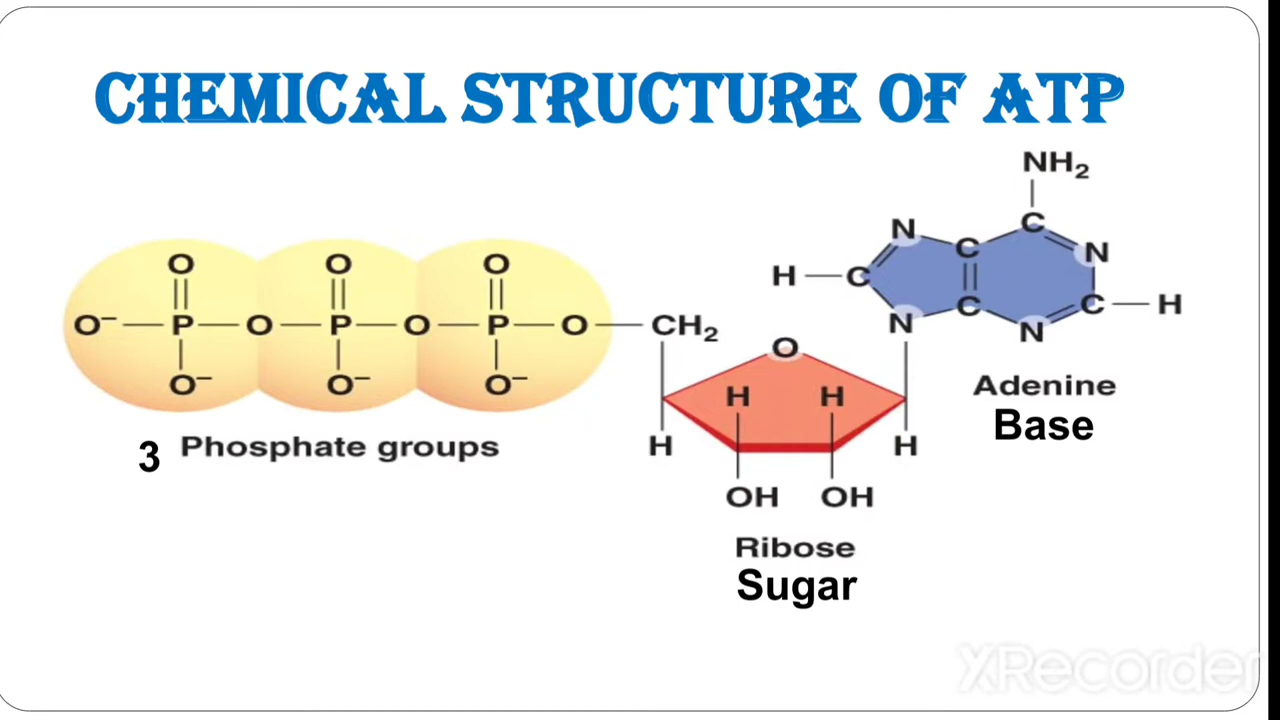 CHEMICAL STRUCTURE OF ATP
NH₂
O O O N C N
H C C
O⁻ P O P O P O CH₂ N C N C H
O⁻ O⁻ O⁻ O
H H
Adenine
Base
3 Phosphate groups
H H
OH OH
Ribose
Sugar
XRecorder